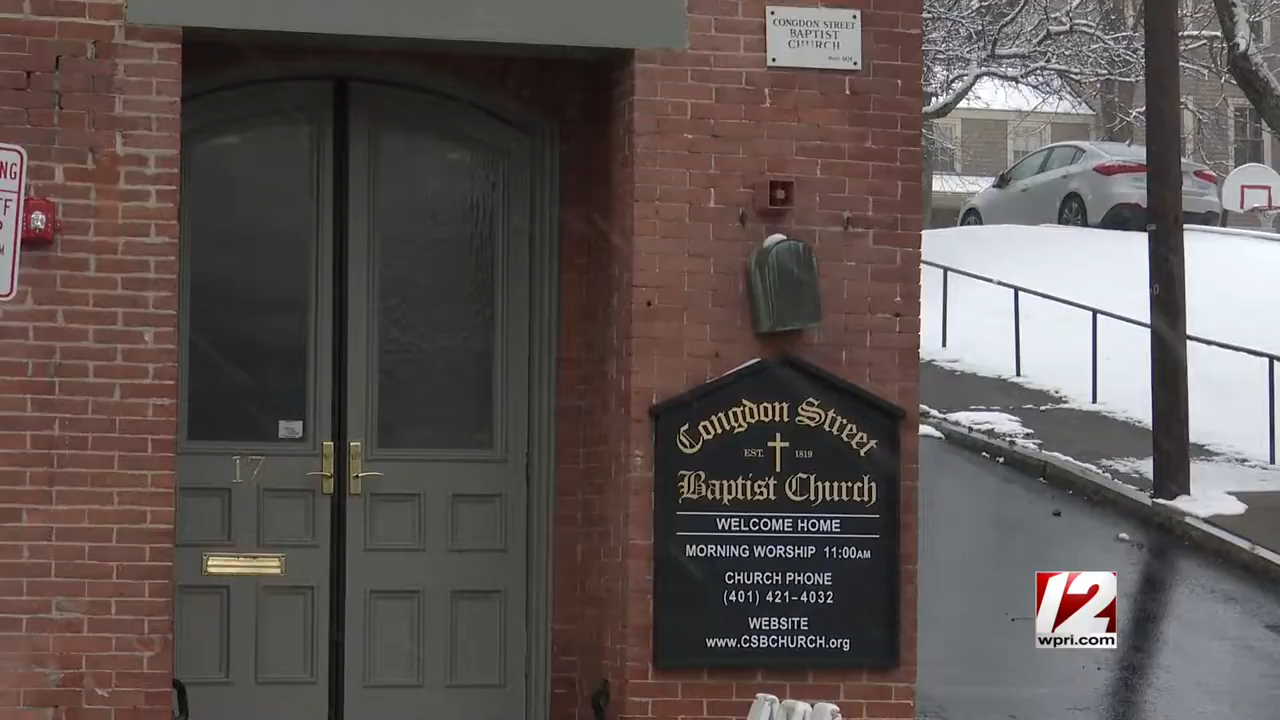 CONGDON STREET
BAPTIST
CHURCH
NG
17
Congdon Street
EST. 1819
Baptist Church
WELCOME HOME
MORNING WORSHIP 11:00AM
CHURCH PHONE
(401) 421-4032
WEBSITE
www.CSBCHURCH.org
12
wpri.com